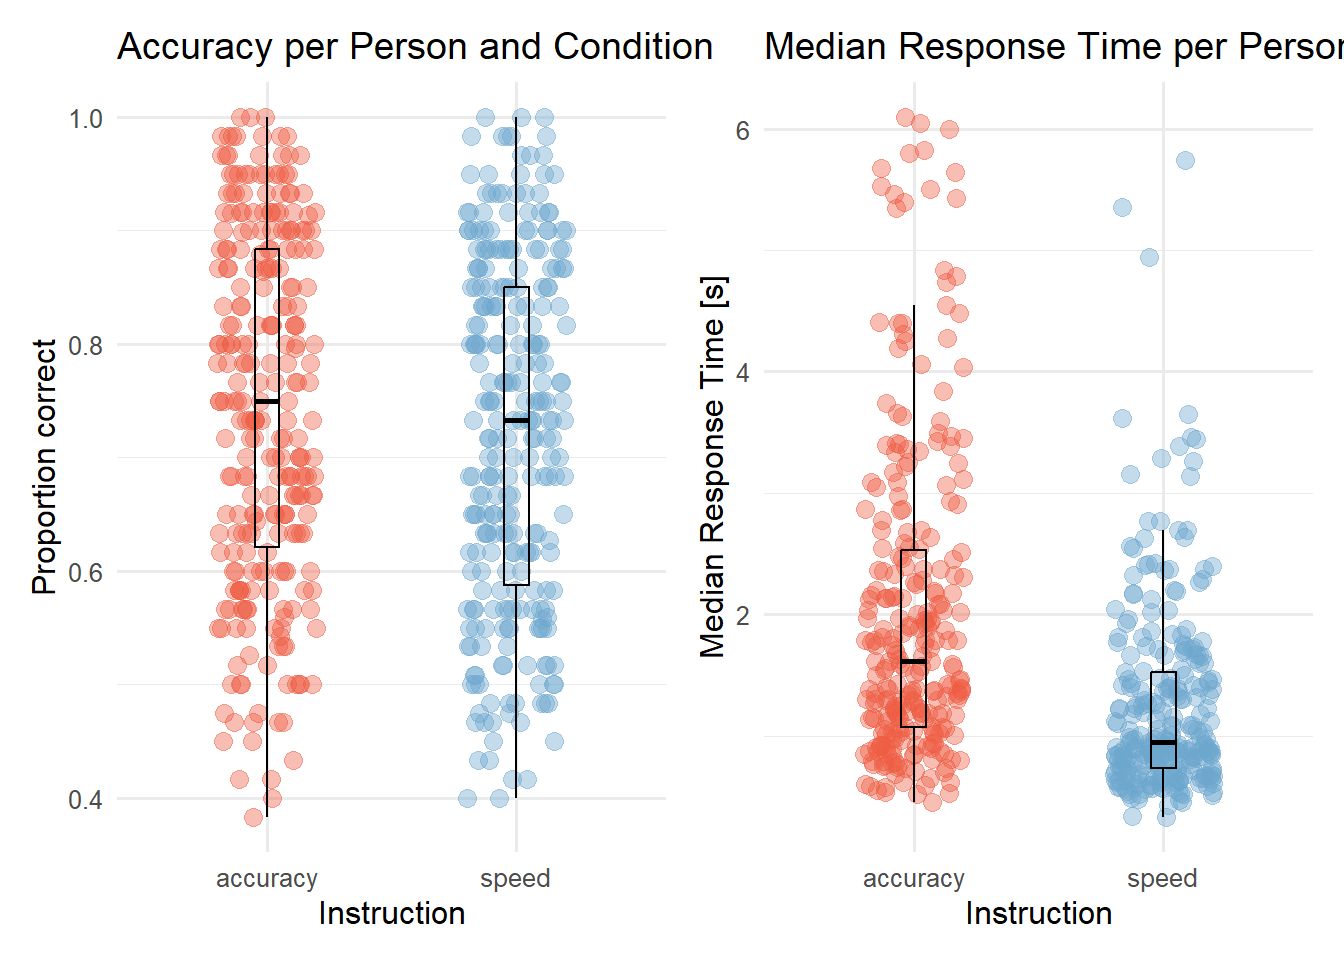 Accuracy per Person and Condition
Proportion correct
1.0
0.8
0.6
0.4
accuracy
speed
Instruction
Median Response Time per Person
Median Response Time [s]
6
4
2
accuracy
speed
Instruction